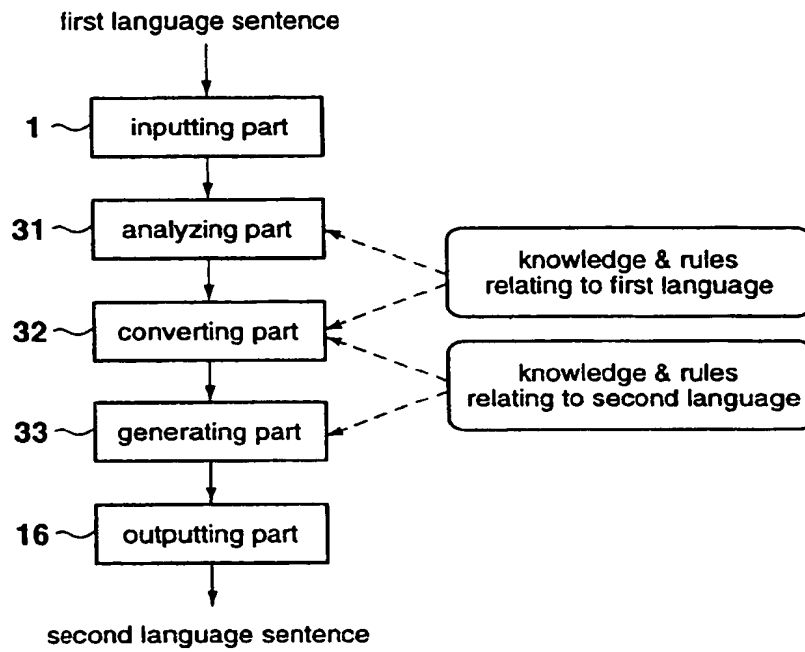 first language sentence
1 inputting part
31 analyzing part
knowledge & rules
relating to first language
32 converting part
knowledge & rules
relating to second language
33 generating part
16 outputting part
second language sentence